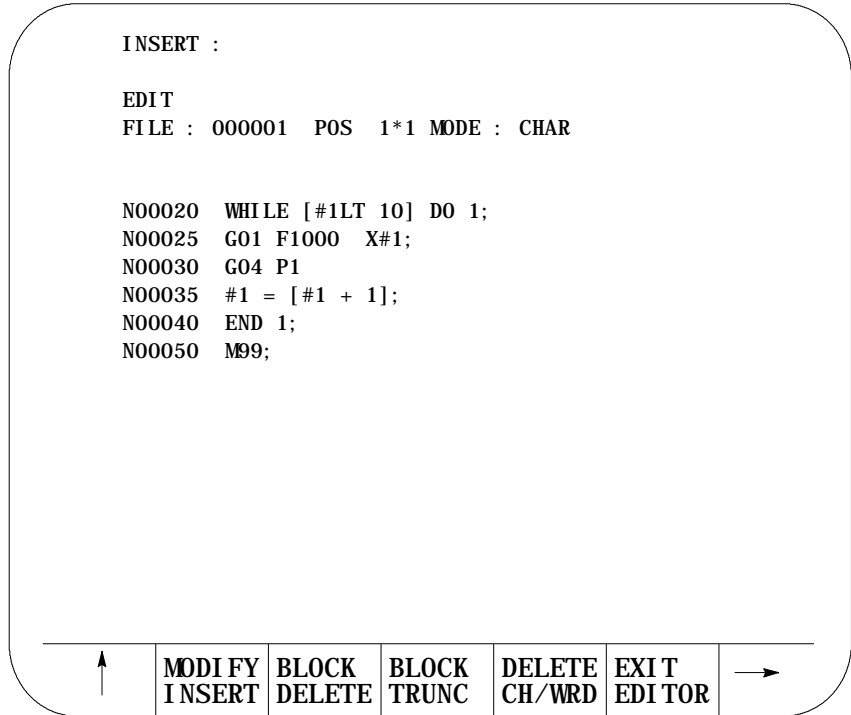 INSERT :
EDIT
FILE : 000001 POS 1*1 MODE : CHAR
N00020 WHILE [#1LT 10] DO 1;
N00025 G01 F1000 X#1;
N00030 G04 P1
N00035 #1 = [#1 + 1];
N00040 END 1;
N00050 M99;
MODIFY BLOCK BLOCK DELETE EXIT
INSERT DELETE TRUNC CH/WRD EDITOR